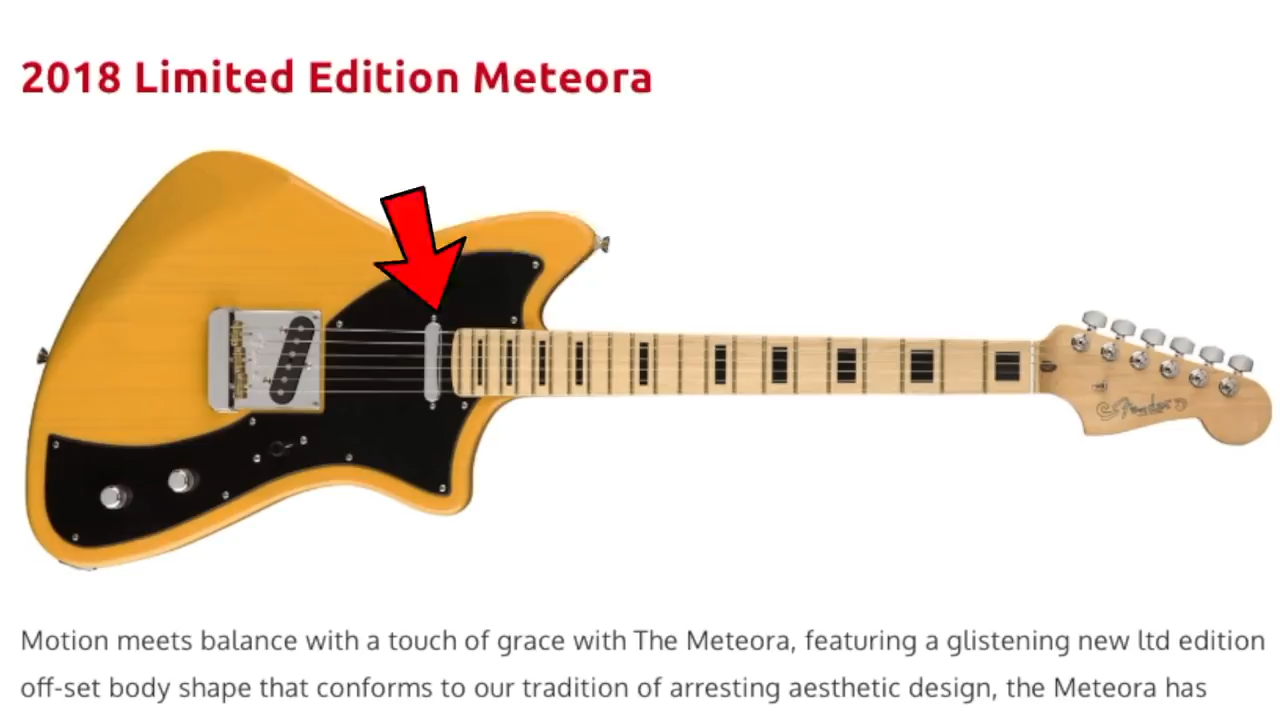 2018 Limited Edition Meteora
Fender
Motion meets balance with a touch of grace with The Meteora, featuring a glistening new ltd edition
off-set body shape that conforms to our tradition of arresting aesthetic design, the Meteora has